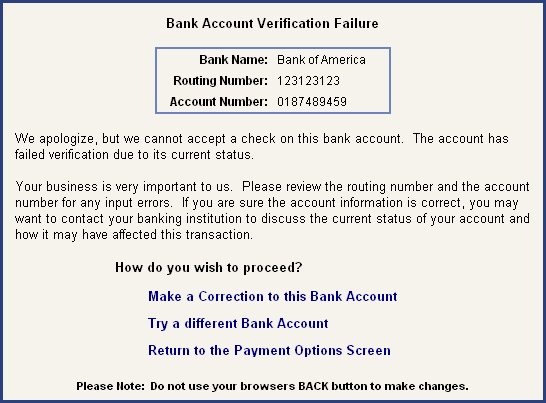 Bank Account Verification Failure
Bank Name: Bank of America
Routing Number: 123123123
Account Number: 0187489459
We apologize, but we cannot accept a check on this bank account. The account has
failed verification due to its current status.
Your business is very important to us. Please review the routing number and the account
number for any input errors. If you are sure the account information is correct, you may
want to contact your banking institution to discuss the current status of your account and
how it may have affected this transaction.
How do you wish to proceed?
Make a Correction to this Bank Account
Try a different Bank Account
Return to the Payment Options Screen
Please Note: Do not use your browsers BACK button to make changes.